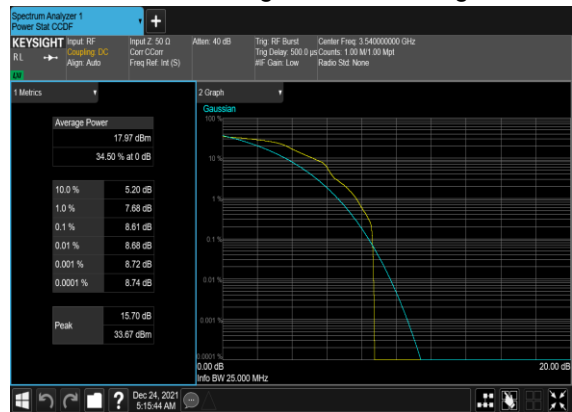 Spectrum Analyzer 1
Power Stat CCDF
KEYSIGHT
Input: RF
Input Z: 50 Ω
Atten: 40 dB
Trig: RF Burst
Center Freq: 3.540000000 GHz
R L
Coupling: DC
Corr CCorr
Trig Delay: 500.0 µs
Counts: 1.00 M/1.00 Mpt
Align: Auto
Freq Ref: Int (S)
#IF Gain: Low
Radio Std: None
1 Metrics
2 Graph
Gaussian
Average Power
17.97 dBm
34.50 % at 0 dB
10.0 % 5.20 dB
1.0 % 7.68 dB
0.1 % 8.61 dB
0.01 % 8.68 dB
0.001 % 8.72 dB
0.0001 % 8.74 dB
Peak
15.70 dB
33.67 dBm
100 %
10 %
1 %
0.1 %
0.01 %
0.001 %
0.0001 %
0.00 dB
20.00 dB
Info BW 25.000 MHz
?
Dec 24, 2021
5:15:44 AM